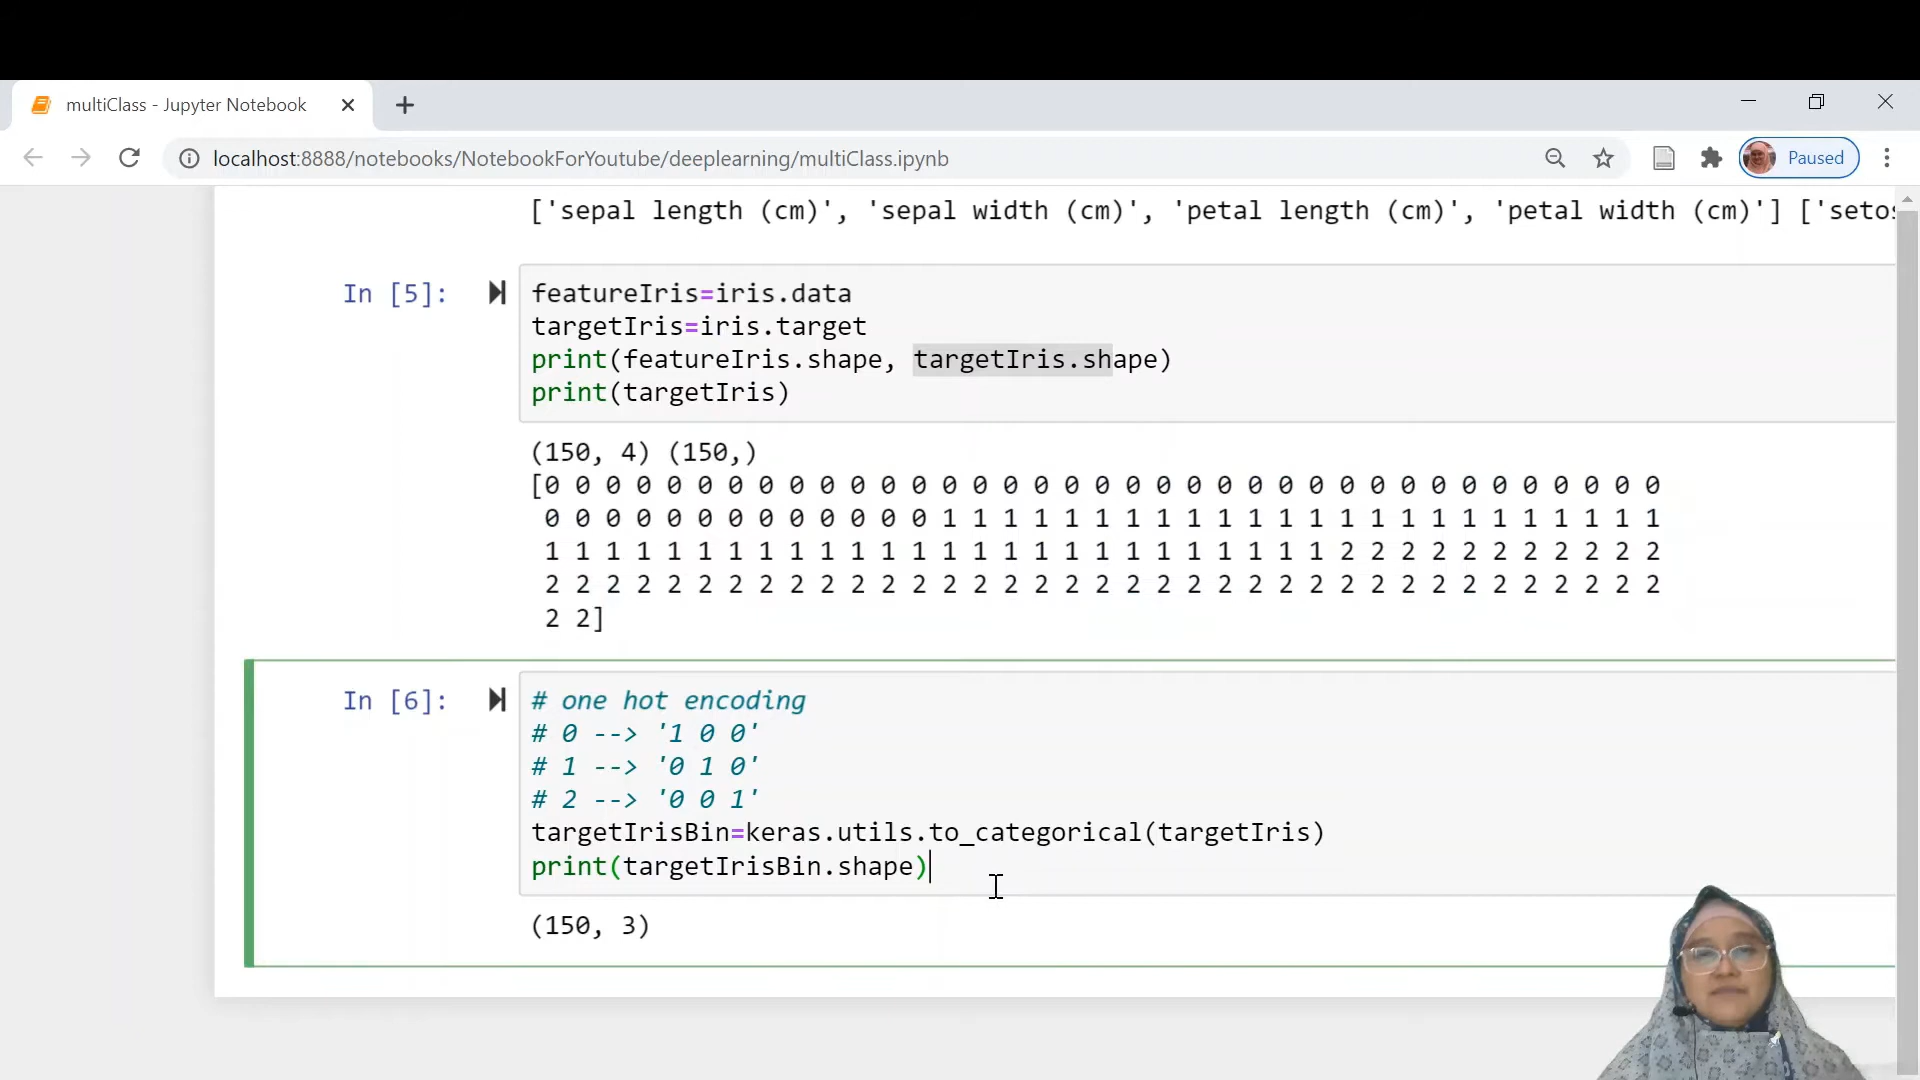 multiClass - Jupyter Notebook
localhost:8888/notebooks/NotebookForYoutube/deeplearning/multiClass.ipynb
Paused
['sepal length (cm)', 'sepal width (cm)', 'petal length (cm)', 'petal width (cm)'] ['setos
In [5]:
featureIris=iris.data
targetIris=iris.target
print(featureIris.shape, targetIris.shape)
print(targetIris)
(150, 4) (150,)
[0 0 0 0 0 0 0 0 0 0 0 0 0 0 0 0 0 0 0 0 0 0 0 0 0 0 0 0 0 0 0 0 0 0 0 0 0
0 0 0 0 0 0 0 0 0 0 0 0 0 1 1 1 1 1 1 1 1 1 1 1 1 1 1 1 1 1 1 1 1 1 1 1 1
1 1 1 1 1 1 1 1 1 1 1 1 1 1 1 1 1 1 1 1 1 1 1 1 1 1 2 2 2 2 2 2 2 2 2 2 2
2 2 2 2 2 2 2 2 2 2 2 2 2 2 2 2 2 2 2 2 2 2 2 2 2 2 2 2 2 2 2 2 2 2 2 2 2
2 2]
In [6]:
# one hot encoding
# 0 --> '1 0 0'
# 1 --> '0 1 0'
# 2 --> '0 0 1'
targetIrisBin=keras.utils.to_categorical(targetIris)
print(targetIrisBin.shape)
(150, 3)